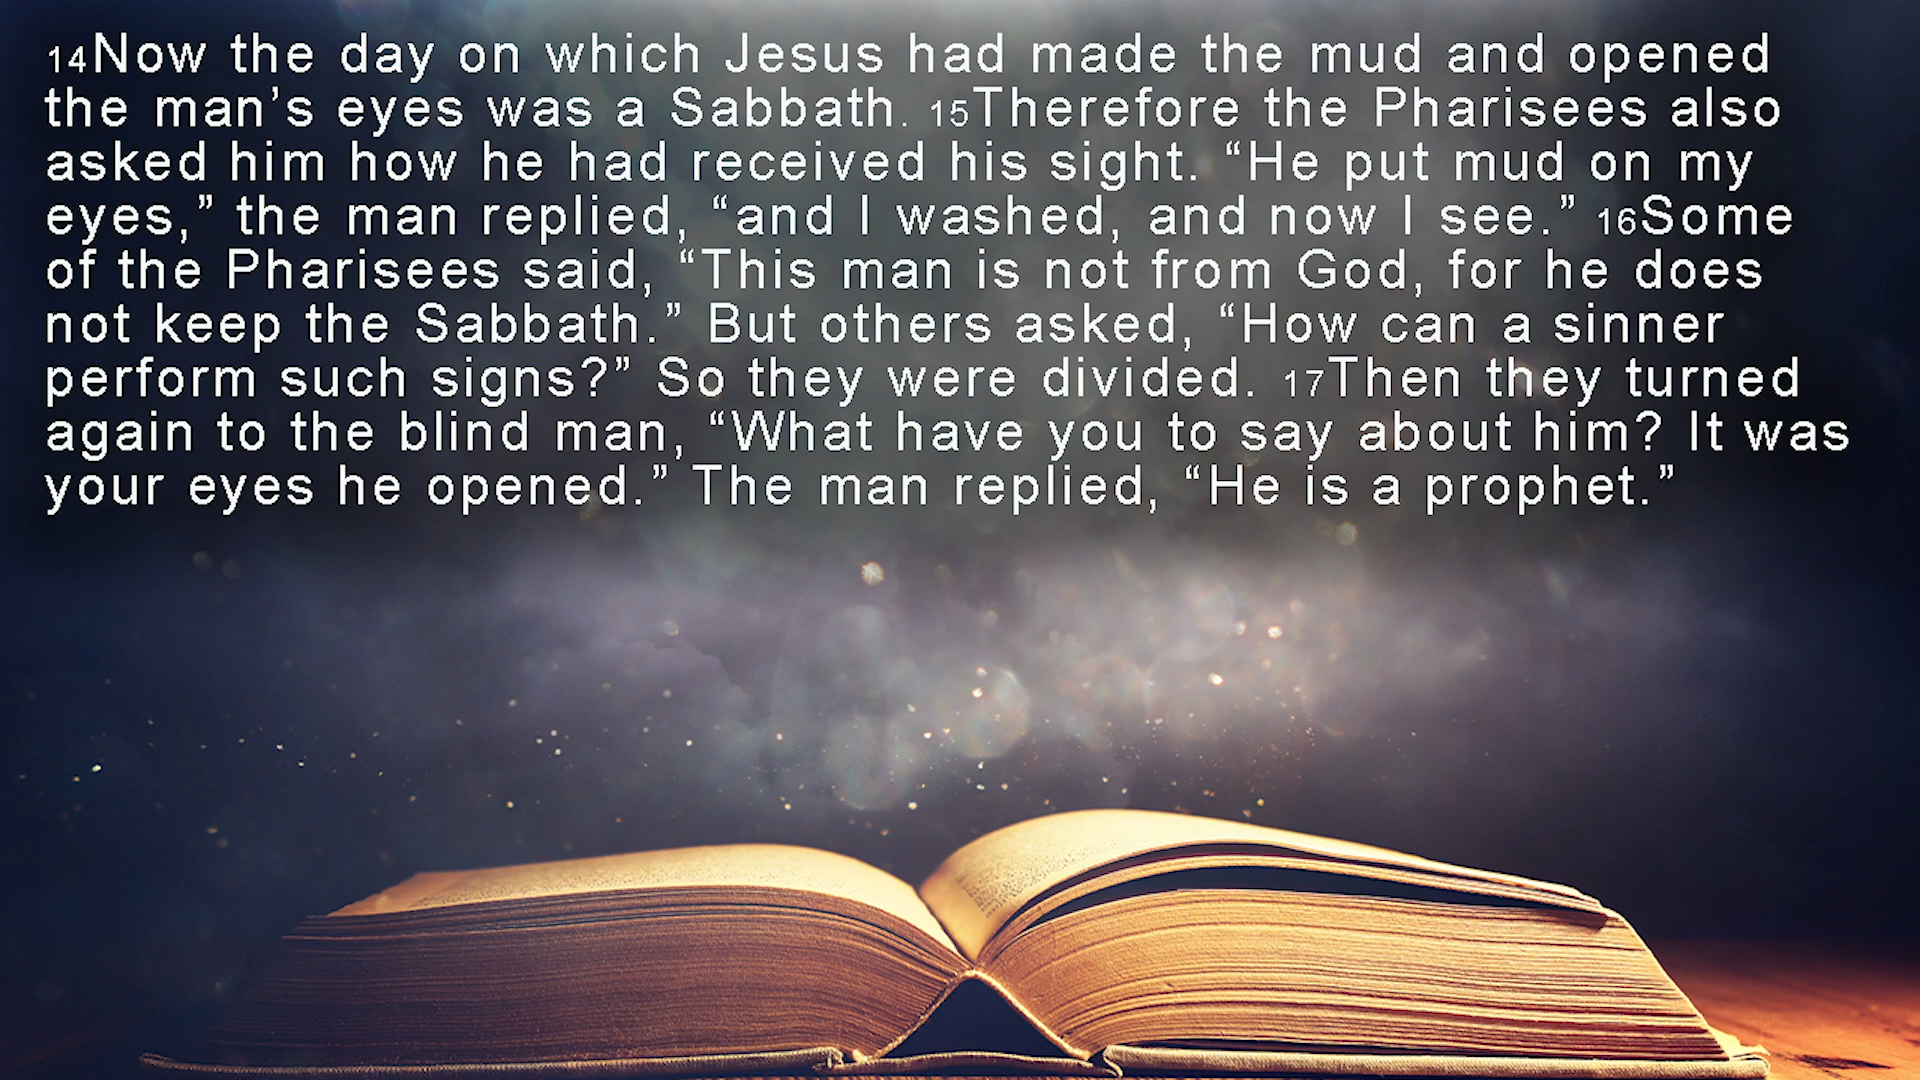 14Now the day on which Jesus had made the mud and opened
the man’s eyes was a Sabbath. 15Therefore the Pharisees also
asked him how he had received his sight. “He put mud on my
eyes,” the man replied, “and I washed, and now I see.” 16Some
of the Pharisees said, “This man is not from God, for he does
not keep the Sabbath.” But others asked, “How can a sinner
perform such signs?” So they were divided. 17Then they turned
again to the blind man, “What have you to say about him? It was
your eyes he opened.” The man replied, “He is a prophet.”